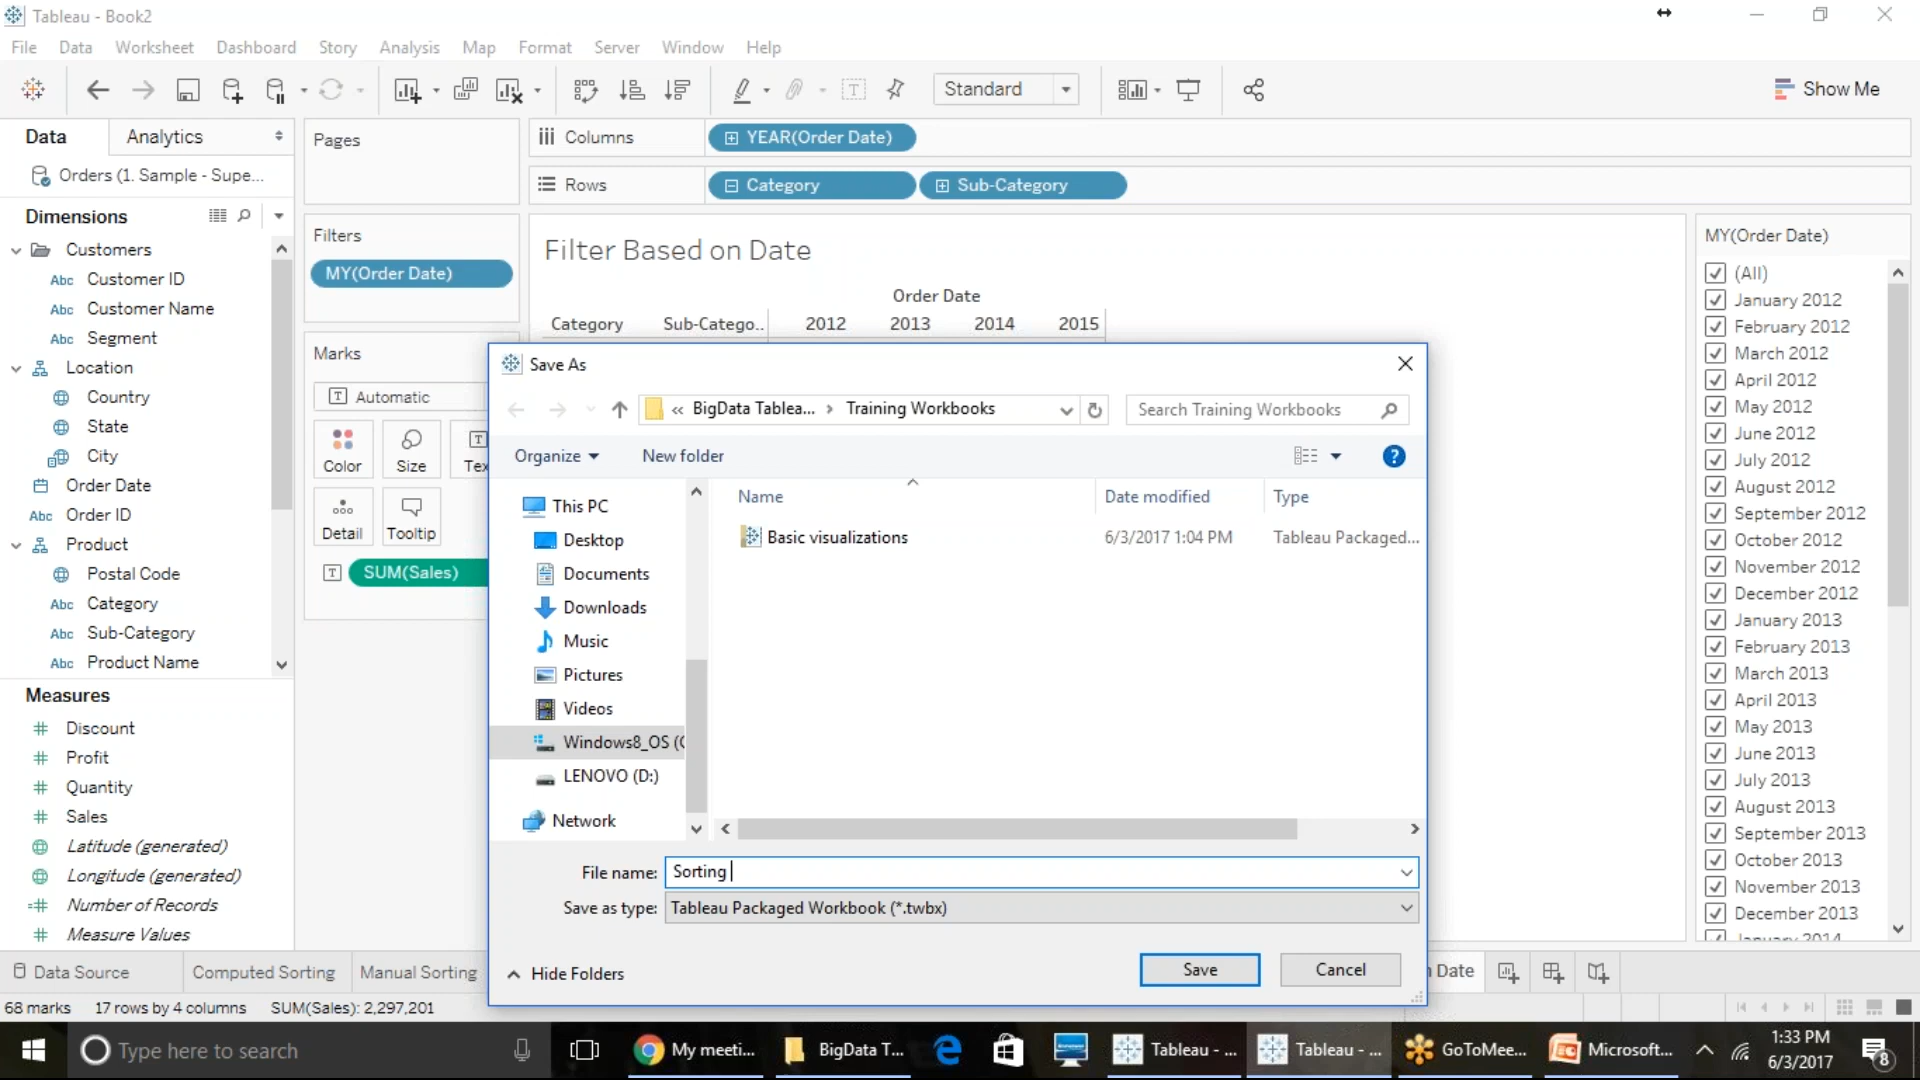 Tableau - Book2
File Data Worksheet Dashboard Story Analysis Map Format Server Window Help
Standard
Show Me
Data Analytics
Orders (1. Sample - Supe...
Dimensions
Customers
Abc Customer ID
Abc Customer Name
Abc Segment
Location
Country
State
City
Order Date
Abc Order ID
Product
Postal Code
Abc Category
Abc Sub-Category
Abc Product Name
Measures
Discount
Profit
Quantity
Sales
Latitude (generated)
Longitude (generated)
Number of Records
Measure Values
Pages
Filters
MY(Order Date)
Marks
Automatic
Color Size Tex
Detail Tooltip
SUM(Sales)
Columns YEAR(Order Date)
Rows Category Sub-Category
Filter Based on Date
Order Date
Category Sub-Catego.. 2012 2013 2014 2015
Save As
« BigData Tablea... › Training Workbooks
Search Training Workbooks
Organize New folder
?
This PC
Desktop
Documents
Downloads
Music
Pictures
Videos
Windows8_OS (C
LENOVO (D:)
Network
Name Date modified Type
Basic visualizations 6/3/2017 1:04 PM Tableau Packaged...
File name: Sorting
Save as type: Tableau Packaged Workbook (*.twbx)
Hide Folders
Save Cancel
MY(Order Date)
(All)
January 2012
February 2012
March 2012
April 2012
May 2012
June 2012
July 2012
August 2012
September 2012
October 2012
November 2012
December 2012
January 2013
February 2013
March 2013
April 2013
May 2013
June 2013
July 2013
August 2013
September 2013
October 2013
November 2013
December 2013
January 2014
Data Source Computed Sorting Manual Sorting Date
68 marks 17 rows by 4 columns SUM(Sales): 2,297,201
Type here to search
My meeti... BigData T... Tableau - ... Tableau - ... GoToMee... Microsoft...
1:33 PM
6/3/2017
8